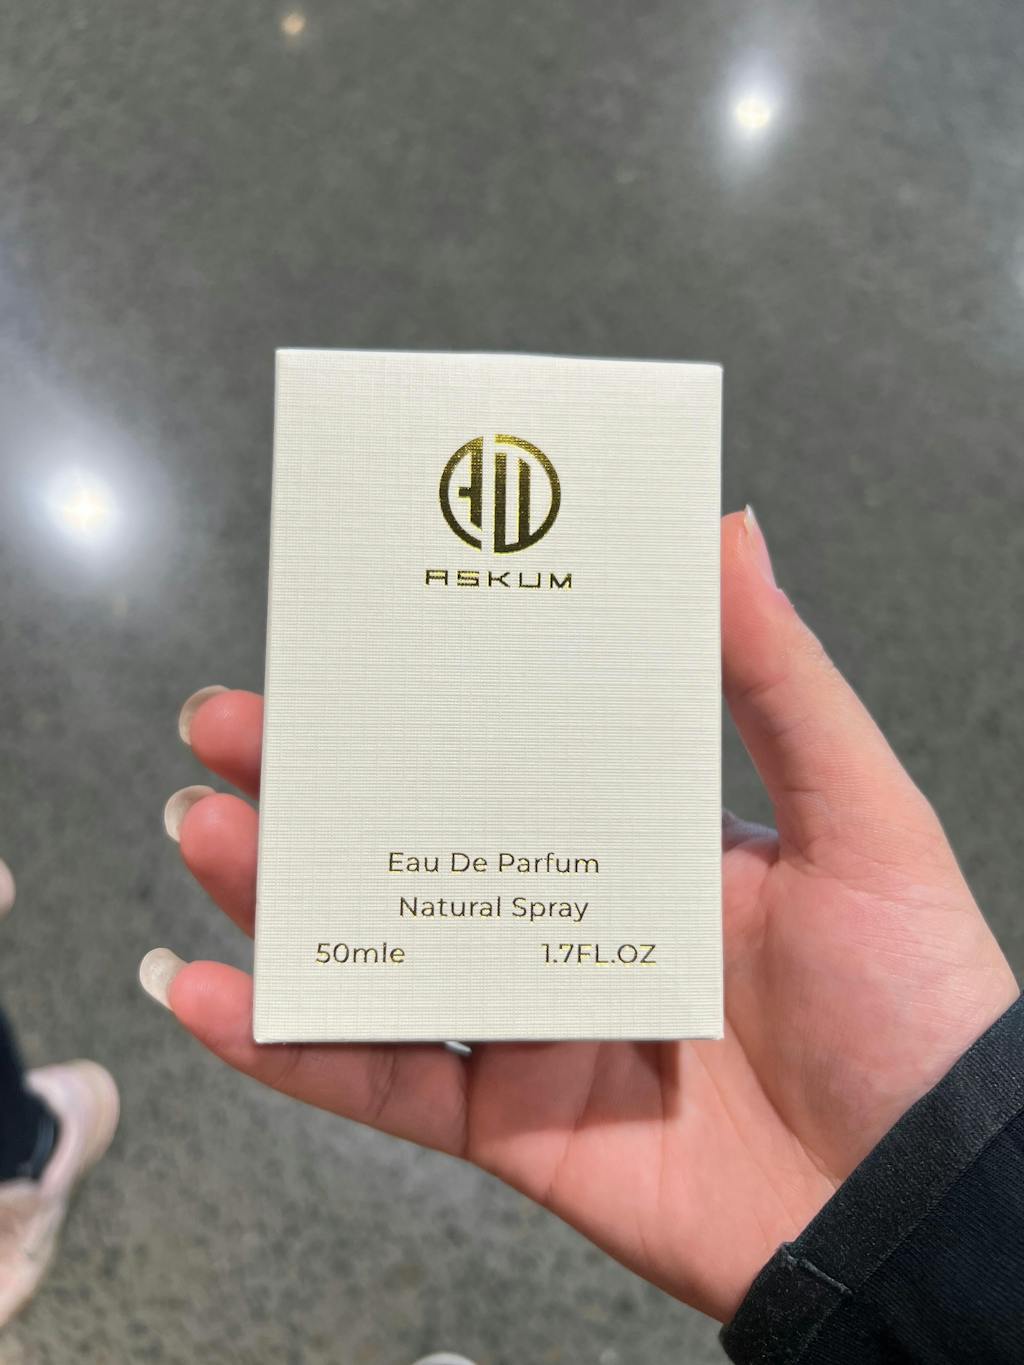 ASKUM
Eau De Parfum
Natural Spray
50mle 1.7FL.OZ